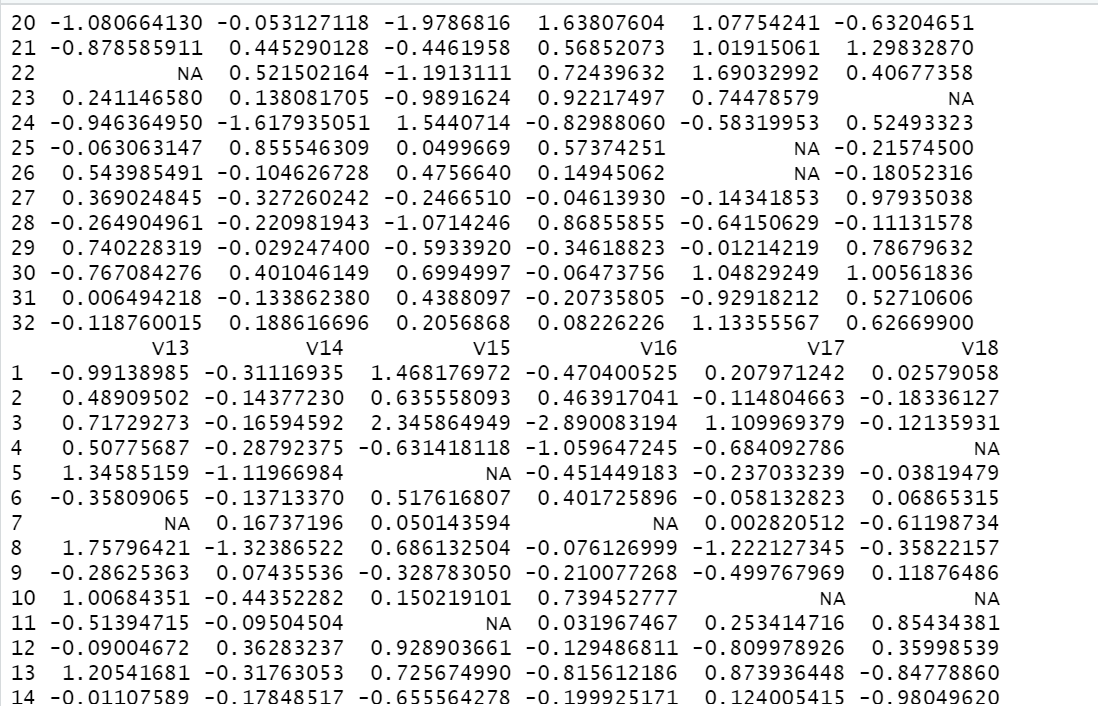 20 -1.080664130 -0.053127118 -1.9786816 1.63807604 1.07754241 -0.63204651
21 -0.878585911 0.445290128 -0.4461958 0.56852073 1.01915061 1.29832870
22 NA 0.521502164 -1.1913111 0.72439632 1.69032992 0.40677358
23 0.241146580 0.138081705 -0.9891624 0.92217497 0.74478579 NA
24 -0.946364950 -1.617935051 1.5440714 -0.82988060 -0.58319953 0.52493323
25 -0.063063147 0.855546309 0.0499669 0.57374251 NA -0.21574500
26 0.543985491 -0.104626728 0.4756640 0.14945062 NA -0.18052316
27 0.369024845 -0.327260242 -0.2466510 -0.04613930 -0.14341853 0.97935038
28 -0.264904961 -0.220981943 -1.0714246 0.86855855 -0.64150629 -0.11131578
29 0.740228319 -0.029247400 -0.5933920 -0.34618823 -0.01214219 0.78679632
30 -0.767084276 0.401046149 0.6994997 -0.06473756 1.04829249 1.00561836
31 0.006494218 -0.133862380 0.4388097 -0.20735805 -0.92918212 0.52710606
32 -0.118760015 0.188616696 0.2056868 0.08226226 1.13355567 0.62669900
V13 V14 V15 V16 V17 V18
1 -0.99138985 -0.31116935 1.468176972 -0.470400525 0.207971242 0.02579058
2 0.48909502 -0.14377230 0.635558093 0.463917041 -0.114804663 -0.18336127
3 0.71729273 -0.16594592 2.345864949 -2.890083194 1.109969379 -0.12135931
4 0.50775687 -0.28792375 -0.631418118 -1.059647245 -0.684092786 NA
5 1.34585159 -1.11966984 NA -0.451449183 -0.237033239 -0.03819479
6 -0.35809065 -0.13713370 0.517616807 0.401725896 -0.058132823 0.06865315
7 NA 0.16737196 0.050143594 NA 0.002820512 -0.61198734
8 1.75796421 -1.32386522 0.686132504 -0.076126999 -1.222127345 -0.35822157
9 -0.28625363 0.07435536 -0.328783050 -0.210077268 -0.499767969 0.11876486
10 1.00684351 -0.44352282 0.150219101 0.739452777 NA NA
11 -0.51394715 -0.09504504 NA 0.031967467 0.253414716 0.85434381
12 -0.09004672 0.36283237 0.928903661 -0.129486811 -0.809978926 0.35998539
13 1.20541681 -0.31763053 0.725674990 -0.815612186 0.873936448 -0.84778860
14 -0.01107589 -0.17848517 -0.655564278 -0.199925171 0.124005415 -0.98049620